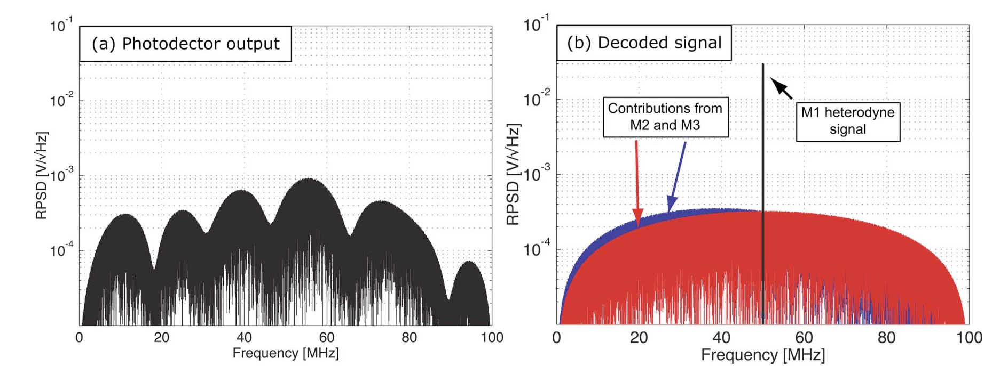 (a) Photodector output
10-1
10-2
10-3
10-4
RPSD [V/√Hz]
0 20 40 60 80 100
Frequency [MHz]
(b) Decoded signal
10-1
10-2
10-3
10-4
RPSD [V/√Hz]
Contributions from
M2 and M3
M1 heterodyne
signal
0 20 40 60 80 100
Frequency [MHz]